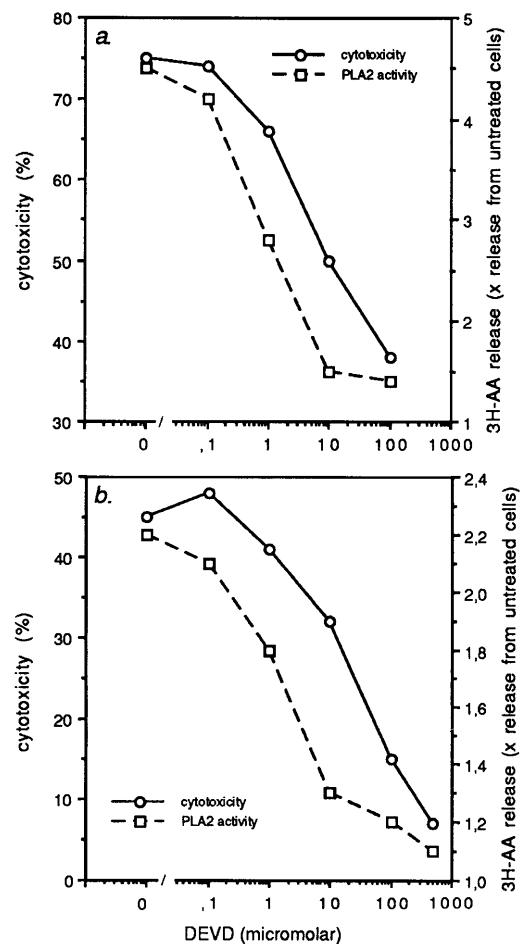 a.
cytotoxicity
PLA2 activity
80
70
60
50
40
30
cytotoxicity (%)
5
4
3
2
1
3H-AA release (x release from untreated cells)
0 ,1 1 10 100 1000
b.
cytotoxicity
PLA2 activity
50
40
30
20
10
0
cytotoxicity (%)
2,4
2,2
2,0
1,8
1,6
1,4
1,2
1,0
3H-AA release (x release from untreated cells)
0 ,1 1 10 100 1000
DEVD (micromolar)